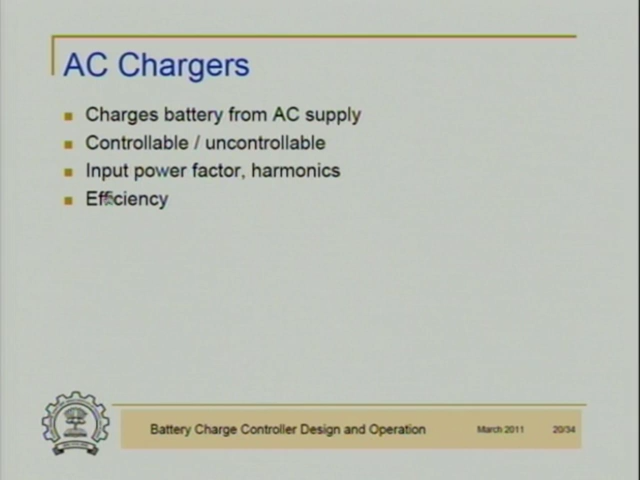 AC Chargers
Charges battery from AC supply
Controllable / uncontrollable
Input power factor, harmonics
Efficiency
Battery Charge Controller Design and Operation
March 2011
20/34